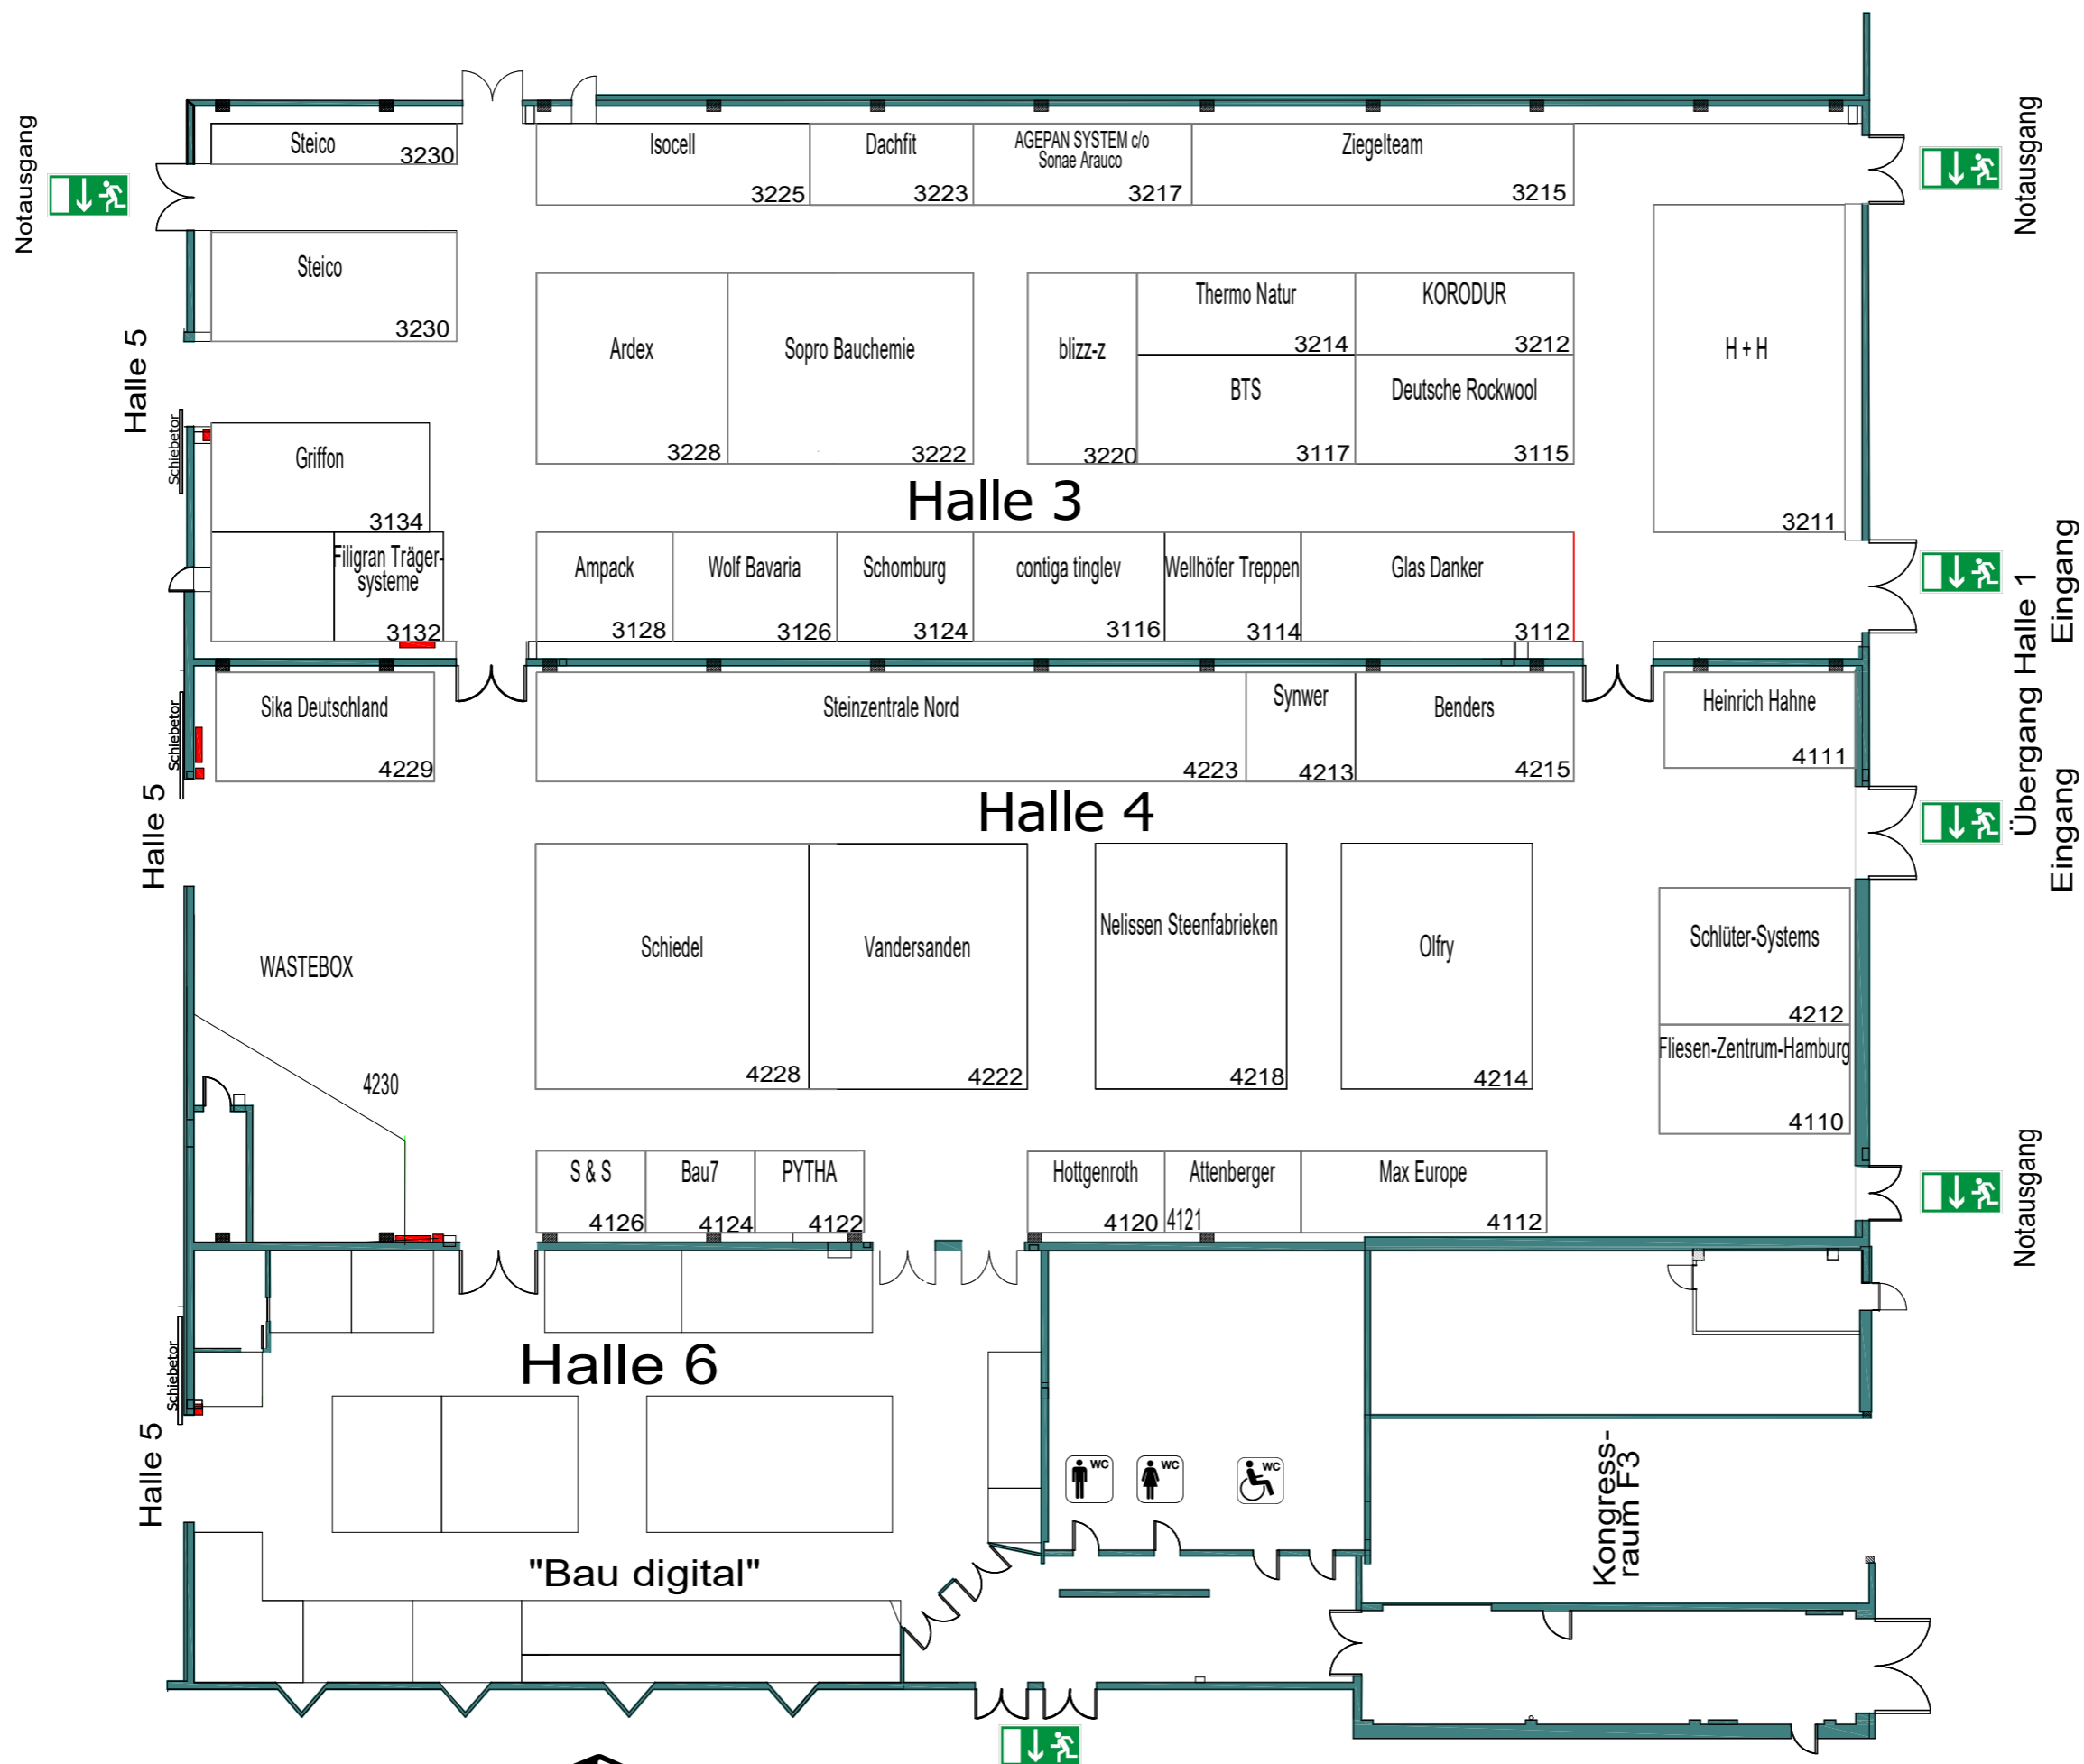 Notausgang
Steico
3230
Isocell
3225
Dachfit
3223
AGEPAN SYSTEM c/o
Sonae Arauco
3217
Ziegelteam
3215
Notausgang
Steico
3230
Halle 5
Schiebetor
Ardex
3228
Sopro Bauchemie
3222
blizz-z
3220
Thermo Natur
3214
KORODUR
3212
BTS
3117
Deutsche Rockwool
3115
H + H
3211
Griffon
3134
Halle 3
Filigran Träger-
systeme
3132
Ampack
3128
Wolf Bavaria
3126
Schomburg
3124
contiga tinglev
3116
Wellhöfer Treppen
3114
Glas Danker
3112
Eingang
Übergang Halle 1
Eingang
Schiebetor
Halle 5
Sika Deutschland
4229
Steinzentrale Nord
4223
Synwer
4213
Benders
4215
Heinrich Hahne
4111
Halle 4
WASTEBOX
4230
Schiedel
4228
Vandersanden
4222
Nelissen Steenfabrieken
4218
Olfry
4214
Schlüter-Systems
4212
Fliesen-Zentrum-Hamburg
4110
S & S
4126
Bau7
4124
PYTHA
4122
Hottgenroth
4120
Attenberger
4121
Max Europe
4112
Notausgang
Schiebetor
Halle 5
Halle 6
WC
WC
WC
Kongress-
raum F3
"Bau digital"